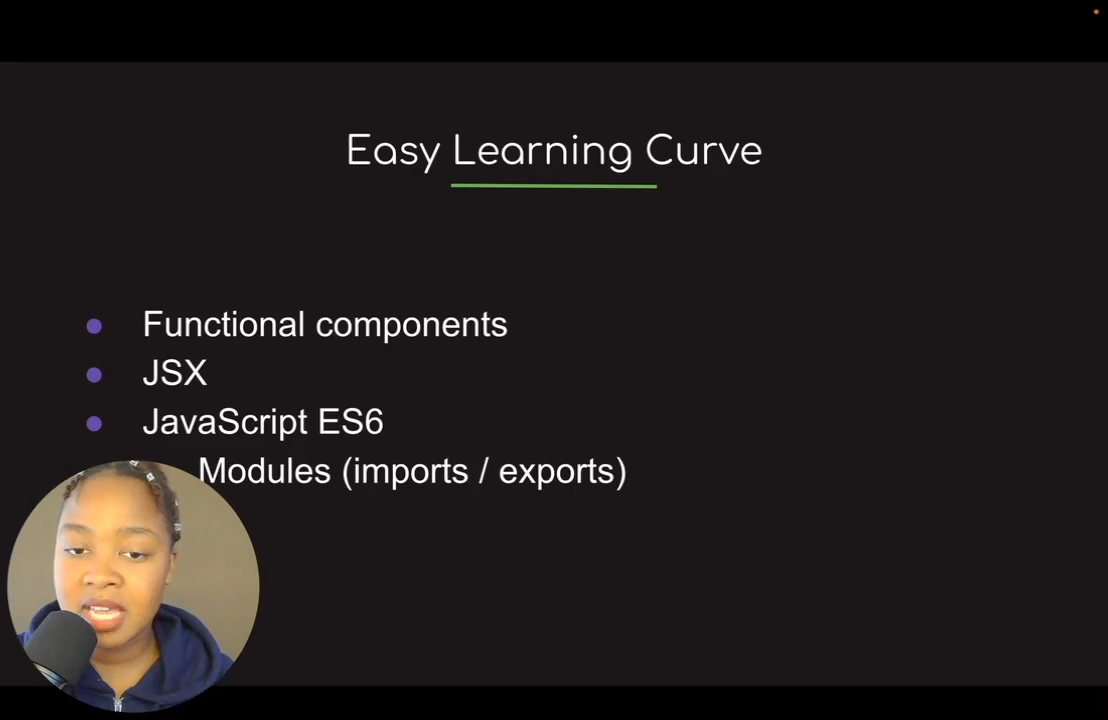 Easy Learning Curve
Functional components
JSX
JavaScript ES6
Modules (imports / exports)